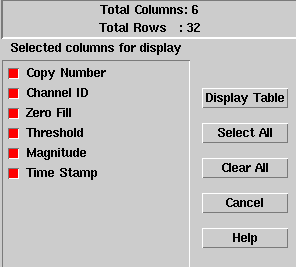 Total Columns: 6
Total Rows : 32
Selected columns for display
Copy Number
Channel ID
Zero Fill
Threshold
Magnitude
Time Stamp
Display Table
Select All
Clear All
Cancel
Help